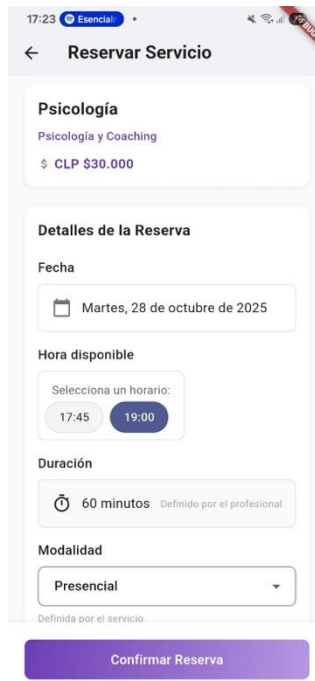 17:23 Esencial •
← Reservar Servicio
Psicología
Psicología y Coaching
$ CLP $30.000
Detalles de la Reserva
Fecha
Martes, 28 de octubre de 2025
Hora disponible
Selecciona un horario:
17:45 19:00
Duración
60 minutos Definido por el profesional
Modalidad
Presencial
Definida por el servicio
Confirmar Reserva